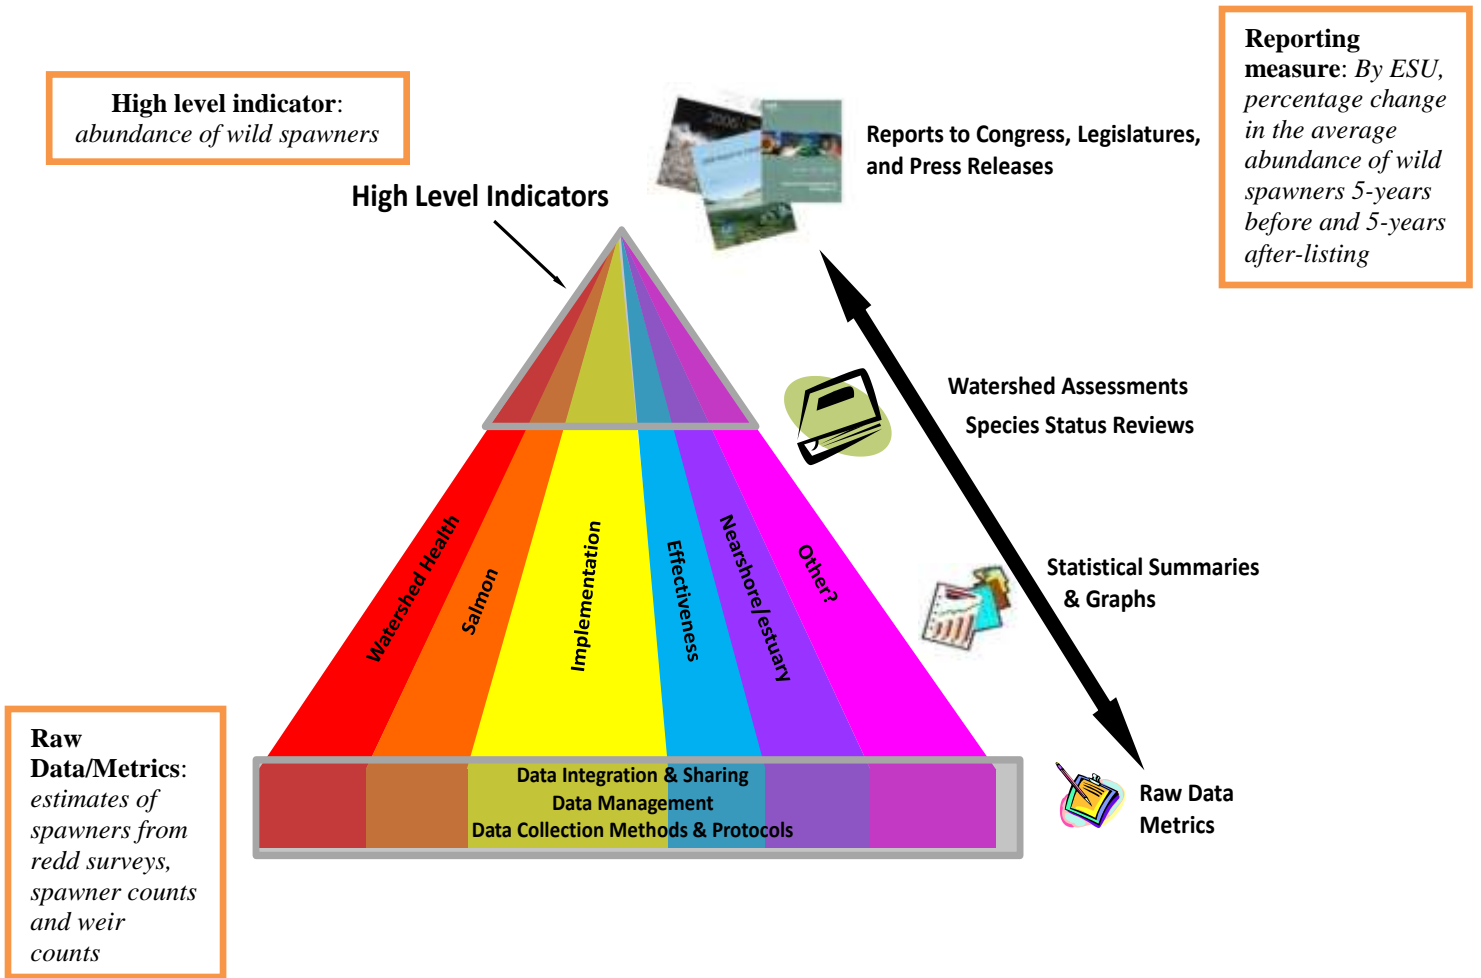 High level indicator:
abundance of wild spawners
Reporting
measure: By ESU,
percentage change
in the average
abundance of wild
spawners 5-years
before and 5-years
after-listing
2006
Reports to Congress, Legislatures,
and Press Releases
High Level Indicators
Watershed Assessments
Species Status Reviews
Watershed Health
Salmon
Implementation
Effectiveness
Nearshore/estuary
Other?
Statistical Summaries
& Graphs
Raw
Data/Metrics:
estimates of
spawners from
redd surveys,
spawner counts
and weir
counts
Data Integration & Sharing
Data Management
Data Collection Methods & Protocols
Raw Data
Metrics